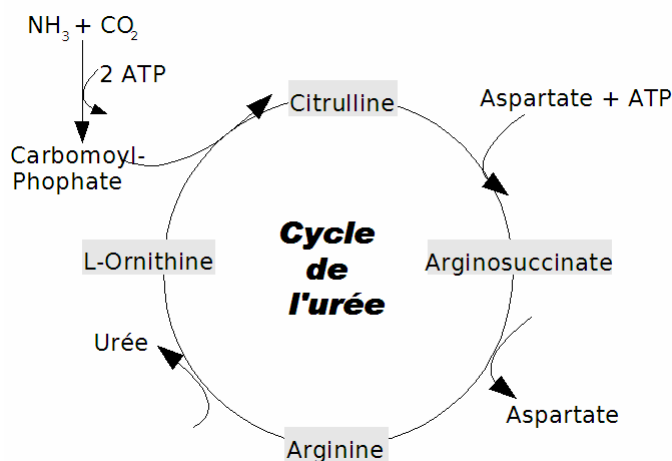 NH₃ + CO₂
2 ATP
Carbomoyl-
Phophate
Citrulline
Aspartate + ATP
L-Ornithine
Cycle
de
l'urée
Arginosuccinate
Urée
Aspartate
Arginine